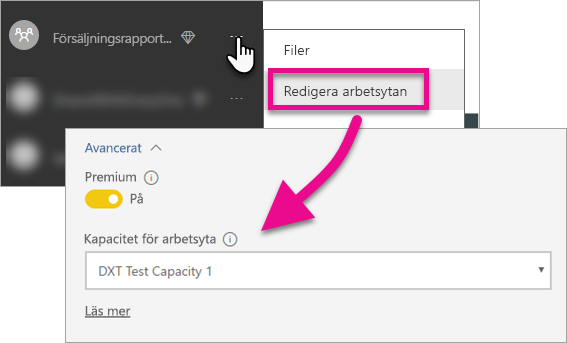 Försäljningsrapport...
Filer
Redigera arbetsytan
Avancerat
Premium
På
Kapacitet för arbetsyta
DXT Test Capacity 1
Läs mer